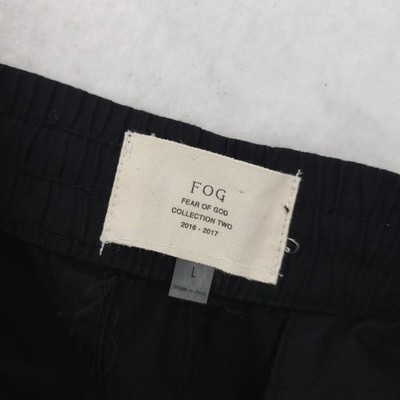 FOG
FEAR OF GOD
COLLECTION TWO
2016 - 2017
L